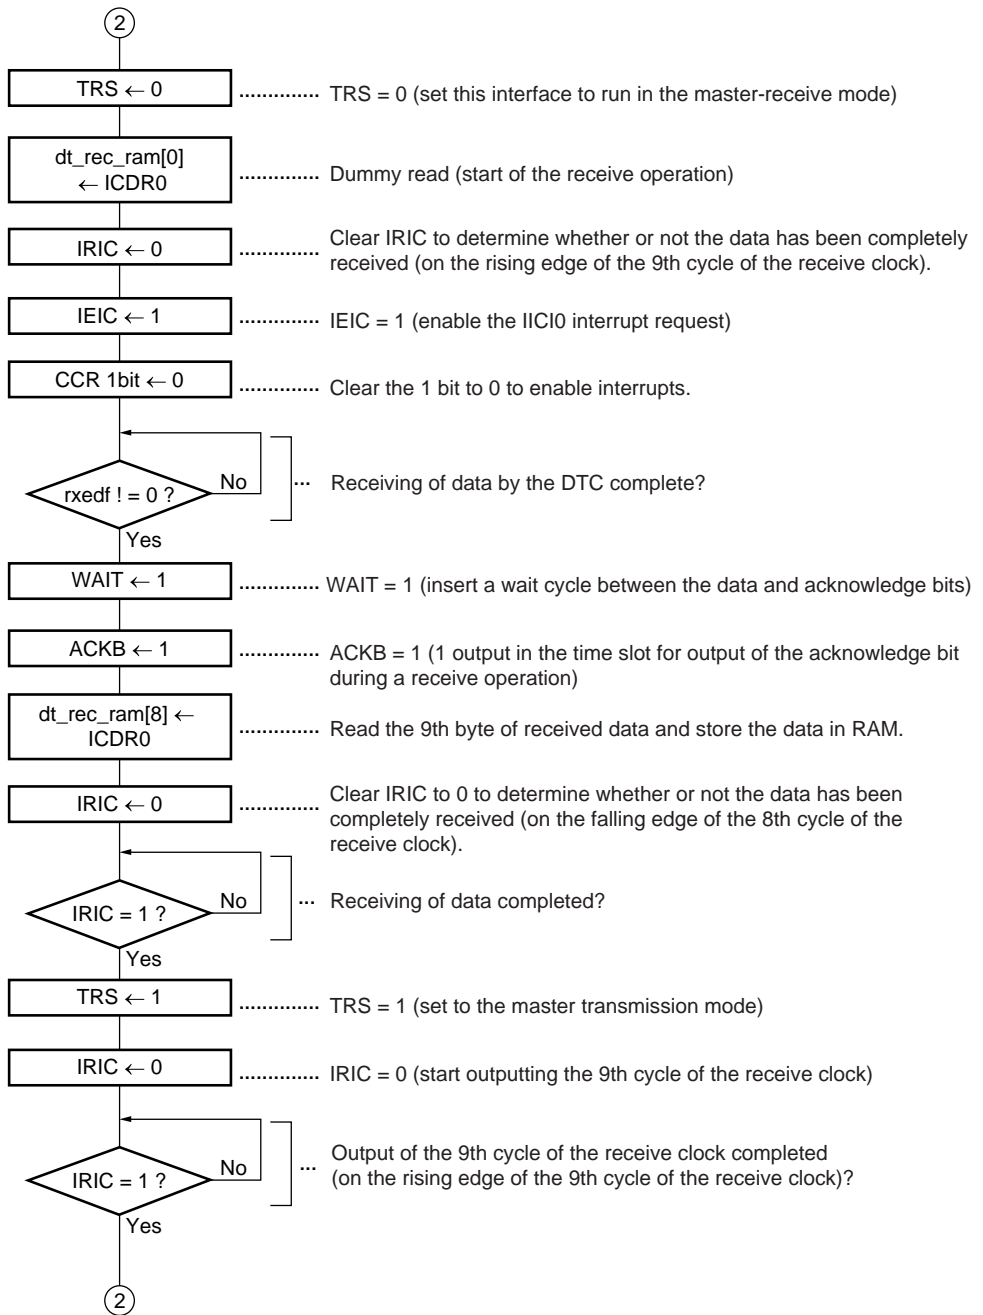 2
TRS ← 0
.............. TRS = 0 (set this interface to run in the master-receive mode)
dt_rec_ram[0]
← ICDR0
.............. Dummy read (start of the receive operation)
IRIC ← 0
.............. Clear IRIC to determine whether or not the data has been completely
received (on the rising edge of the 9th cycle of the receive clock).
IEIC ← 1
.............. IEIC = 1 (enable the IICI0 interrupt request)
CCR 1bit ← 0
.............. Clear the 1 bit to 0 to enable interrupts.
rxedf ! = 0 ?
No
... Receiving of data by the DTC complete?
Yes
WAIT ← 1
.............. WAIT = 1 (insert a wait cycle between the data and acknowledge bits)
ACKB ← 1
.............. ACKB = 1 (1 output in the time slot for output of the acknowledge bit
during a receive operation)
dt_rec_ram[8] ←
ICDR0
.............. Read the 9th byte of received data and store the data in RAM.
IRIC ← 0
.............. Clear IRIC to 0 to determine whether or not the data has been
completely received (on the falling edge of the 8th cycle of the
receive clock).
IRIC = 1 ?
No
... Receiving of data completed?
Yes
TRS ← 1
.............. TRS = 1 (set to the master transmission mode)
IRIC ← 0
.............. IRIC = 0 (start outputting the 9th cycle of the receive clock)
IRIC = 1 ?
No
... Output of the 9th cycle of the receive clock completed
(on the rising edge of the 9th cycle of the receive clock)?
Yes
2